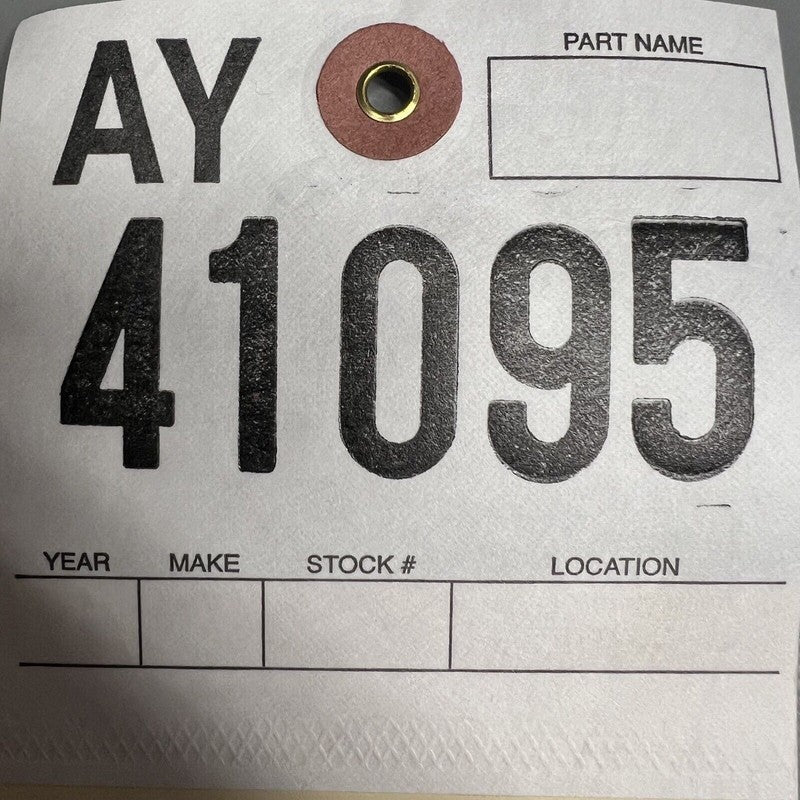 AY
PART NAME
41095
YEAR MAKE STOCK # LOCATION